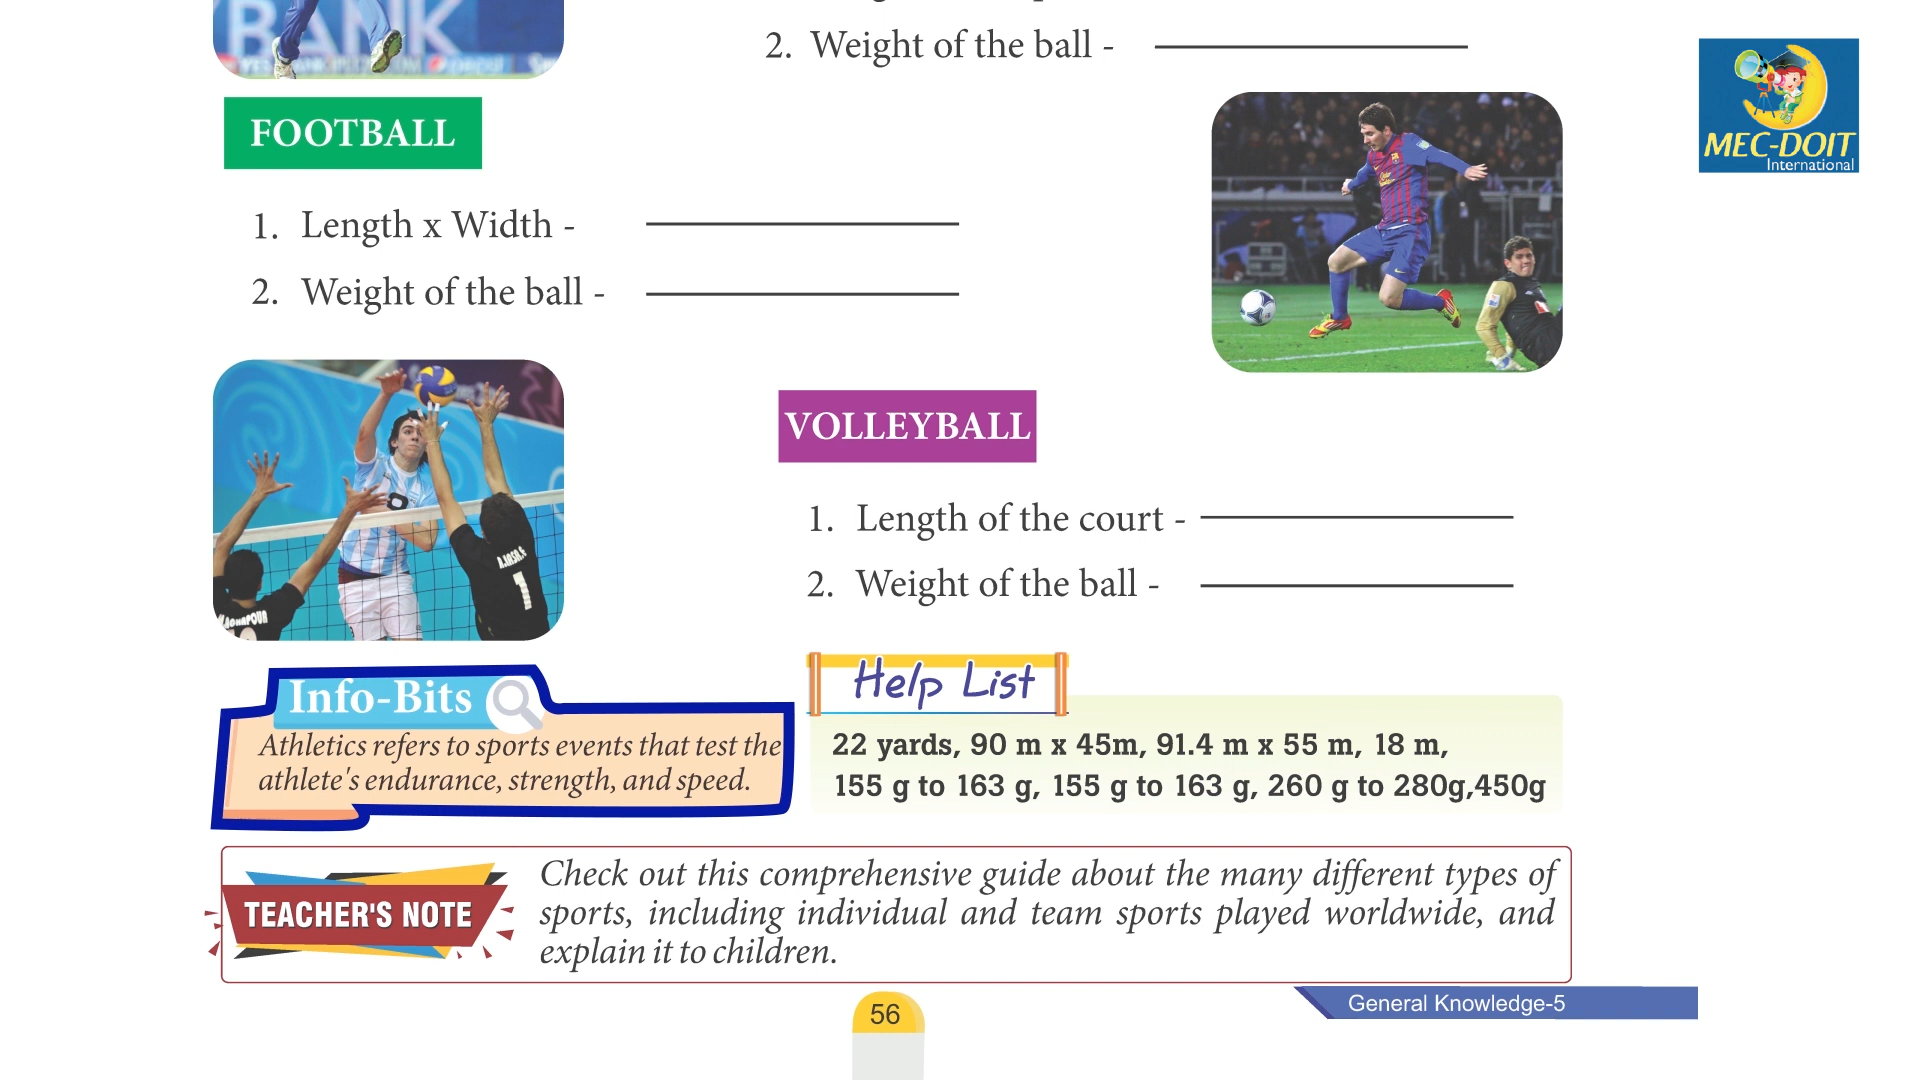 BANK
pepsi
2. Weight of the ball -
MEC-DOIT
International
FOOTBALL
1. Length x Width -
2. Weight of the ball -
VOLLEYBALL
1. Length of the court -
2. Weight of the ball -
1
Info-Bits
Athletics refers to sports events that test the
athlete's endurance, strength, and speed.
Help List
22 yards, 90 m x 45m, 91.4 m x 55 m, 18 m,
155 g to 163 g, 155 g to 163 g, 260 g to 280g,450g
TEACHER'S NOTE
Check out this comprehensive guide about the many different types of
sports, including individual and team sports played worldwide, and
explain it to children.
56
General Knowledge-5